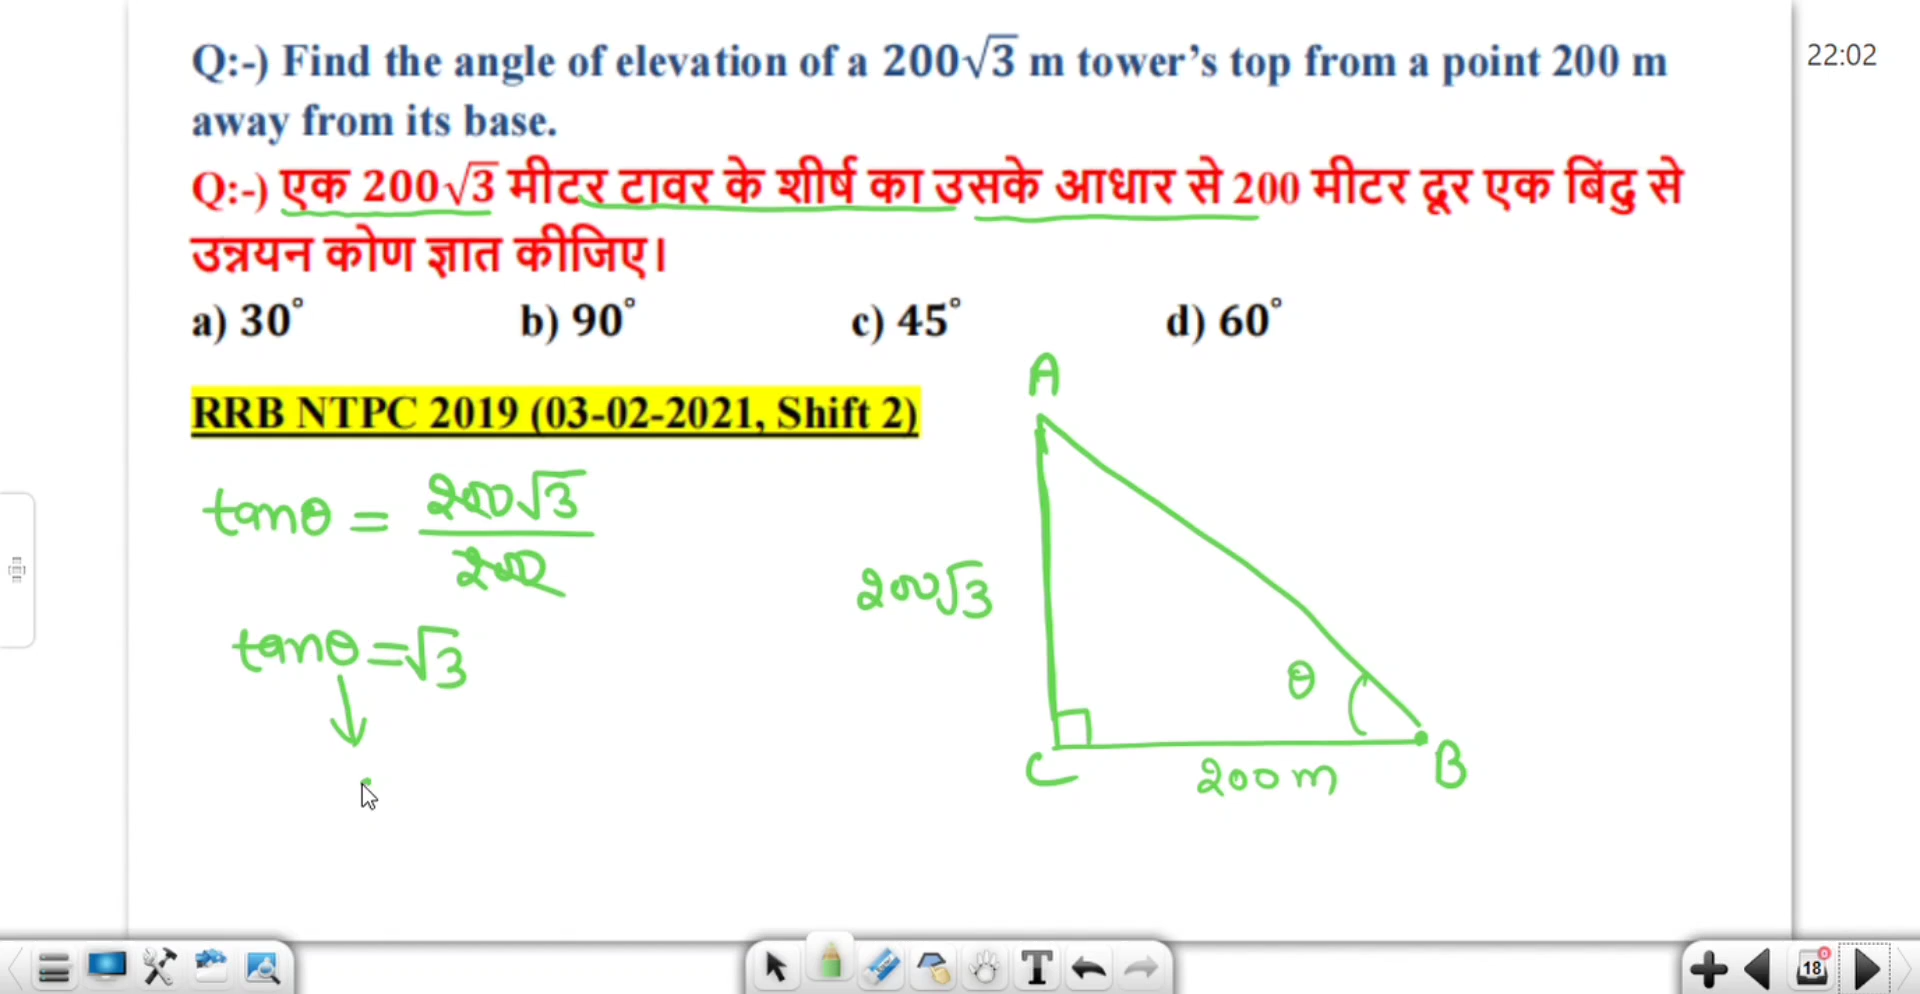 Q:-) Find the angle of elevation of a 200√3 m tower's top from a point 200 m
away from its base.
Q:-) एक 200√3 मीटर टावर के शीर्ष का उसके आधार से 200 मीटर दूर एक बिंदु से
उन्नयन कोण ज्ञात कीजिए।
a) 30° b) 90° c) 45° d) 60°
RRB NTPC 2019 (03-02-2021, Shift 2)
22:02
tanθ = 200√3 / 200
tanθ = √3
A
200√3
θ
C
200 m
B
T
18
0